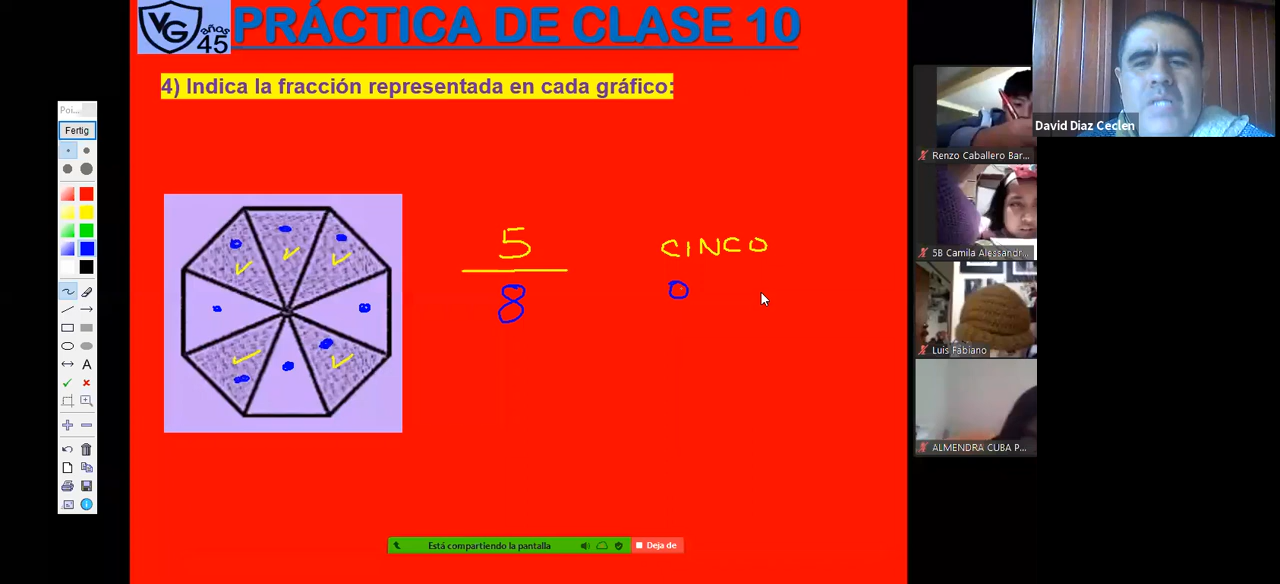 VG
años
45
PRÁCTICA DE CLASE 10
4) Indica la fracción representada en cada gráfico:
David Diaz Ceclen
Poi...
Fertig
A
Renzo Caballero Bar...
5
CINCO
8
O
5B Camila Alessandr...
Luis Fabiano
ALMENDRA CUBA P...
Está compartiendo la pantalla
Deja de